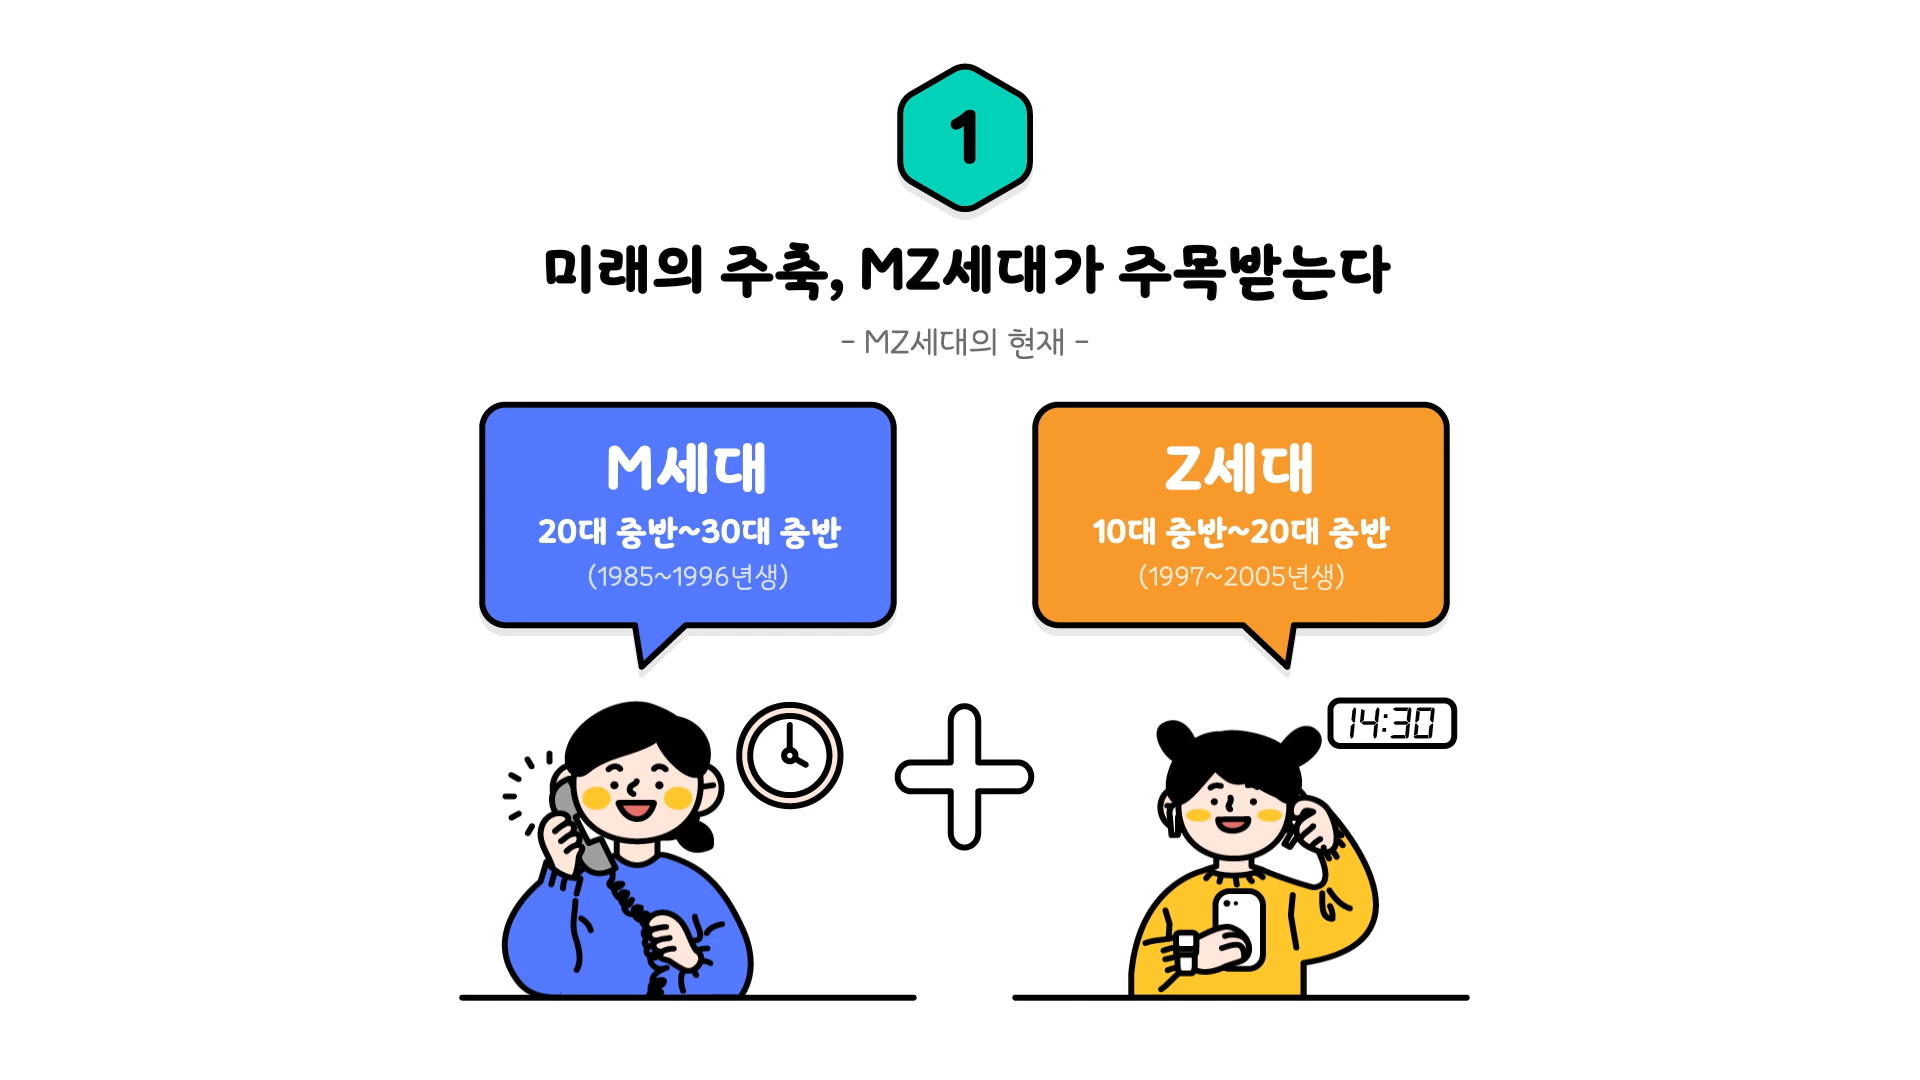 1
미래의 주축, MZ세대가 주목받는다
- MZ세대의 현재 -
M세대
20대 중반~30대 중반
(1985~1996년생)
Z세대
10대 중반~20대 중반
(1997~2005년생)
14:30